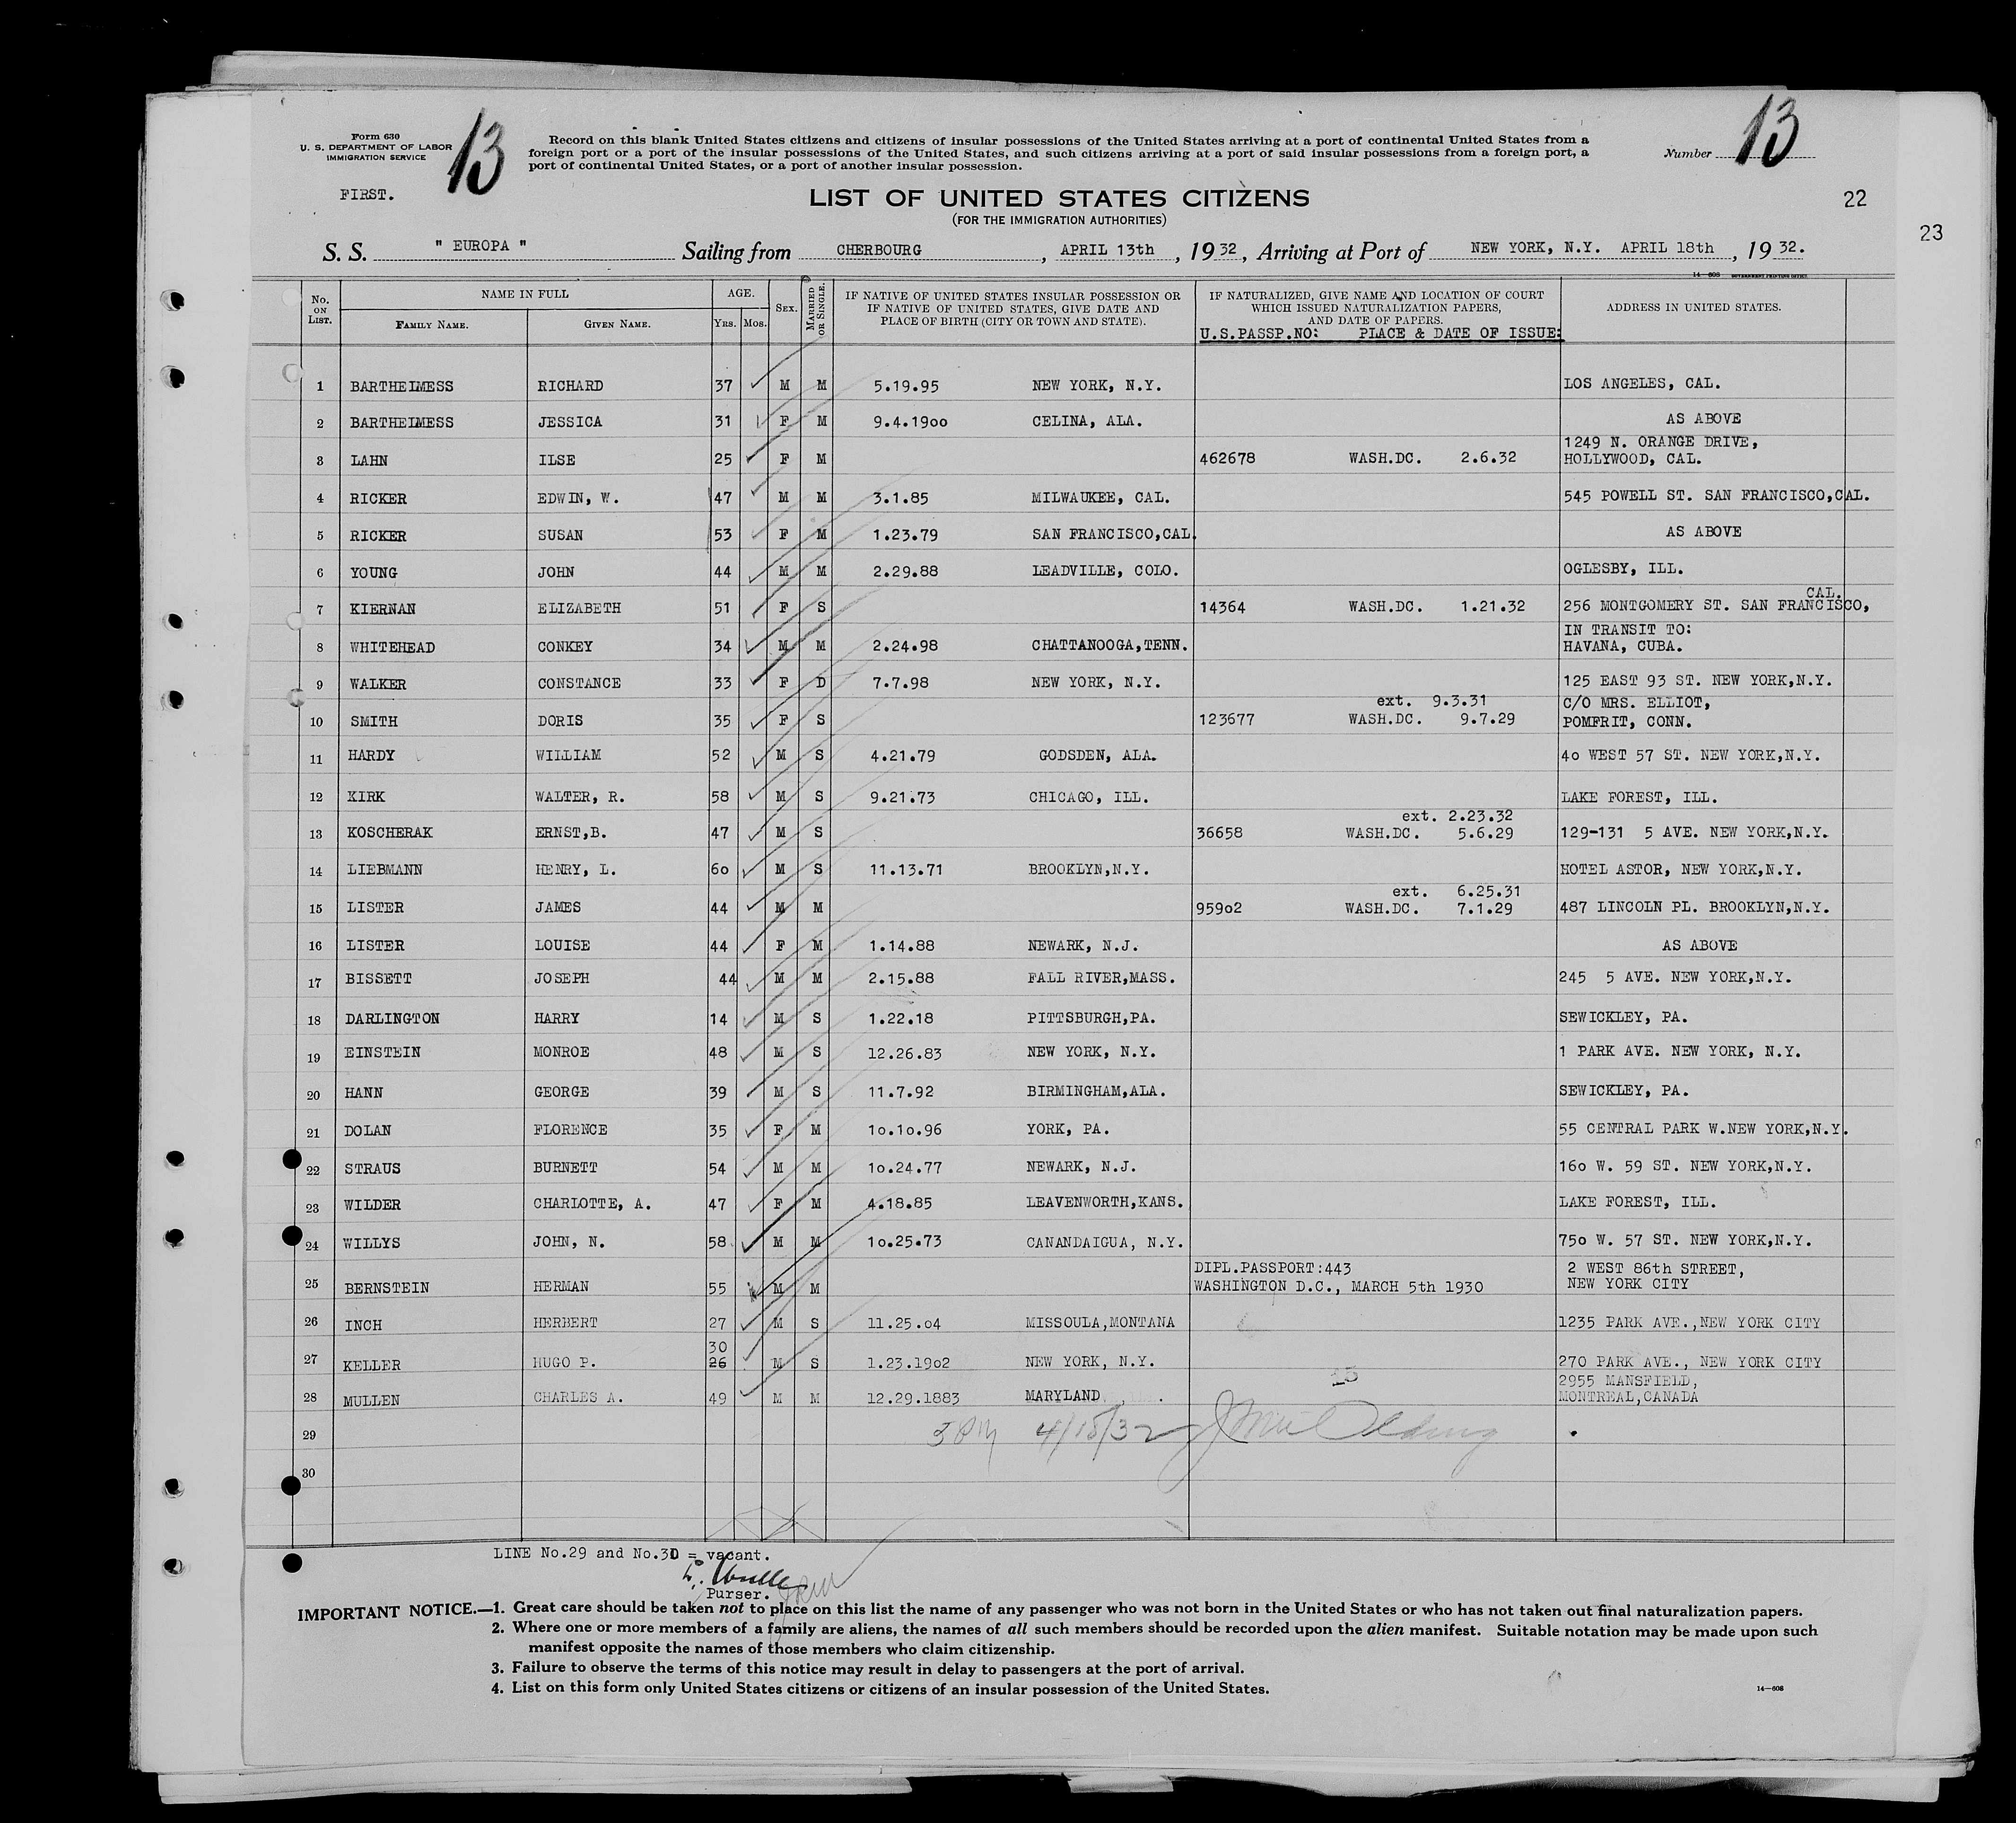 Form 630
U. S. DEPARTMENT OF LABOR
IMMIGRATION SERVICE
13
Record on this blank United States citizens and citizens of insular possessions of the United States arriving at a port of continental United States from a
foreign port or a port of the insular possessions of the United States, and such citizens arriving at a port of said insular possessions from a foreign port, a
port of continental United States, or a port of another insular possession.
Number 13
FIRST.
LIST OF UNITED STATES CITIZENS
(FOR THE IMMIGRATION AUTHORITIES)
22
23
S. S. " EUROPA " Sailing from CHERBOURG, APRIL 13th, 1932, Arriving at Port of NEW YORK, N.Y. APRIL 18th, 1932.
14—608 GOVERNMENT PRINTING OFFICE
No. ON LIST. NAME IN FULL FAMILY NAME. GIVEN NAME. AGE. YRS. MOS. SEX. MARRIED OR SINGLE. IF NATIVE OF UNITED STATES INSULAR POSSESSION OR IF NATIVE OF UNITED STATES, GIVE DATE AND PLACE OF BIRTH (CITY OR TOWN AND STATE). IF NATURALIZED, GIVE NAME AND LOCATION OF COURT WHICH ISSUED NATURALIZATION PAPERS, AND DATE OF PAPERS. ADDRESS IN UNITED STATES.
U.S.PASSP.NO: PLACE & DATE OF ISSUE:
1 BARTHELMESS RICHARD 37 M M 5.19.95 NEW YORK, N.Y. LOS ANGELES, CAL.
2 BARTHELMESS JESSICA 31 F M 9.4.1900 CELINA, ALA. AS ABOVE
3 LAHN ILSE 25 F M 462678 WASH.DC. 2.6.32 1249 N. ORANGE DRIVE,
HOLLYWOOD, CAL.
4 RICKER EDWIN, W. 47 M M 3.1.85 MILWAUKEE, CAL. 545 POWELL ST. SAN FRANCISCO,CAL.
5 RICKER SUSAN 53 F M 1.23.79 SAN FRANCISCO,CAL. AS ABOVE
6 YOUNG JOHN 44 M M 2.29.88 LEADVILLE, COLO. OGLESBY, ILL.
7 KIERNAN ELIZABETH 51 F S 14364 WASH.DC. 1.21.32 256 MONTGOMERY ST. SAN FRANCISCO, CAL.
8 WHITEHEAD CONKEY 34 M M 2.24.98 CHATTANOOGA,TENN. IN TRANSIT TO:
HAVANA, CUBA.
9 WALKER CONSTANCE 33 F D 7.7.98 NEW YORK, N.Y. 125 EAST 93 ST. NEW YORK,N.Y.
ext. 9.3.31 C/O MRS. ELLIOT,
10 SMITH DORIS 35 F S 123677 WASH.DC. 9.7.29 POMFRIT, CONN.
11 HARDY WILLIAM 52 M S 4.21.79 GODSDEN, ALA. 40 WEST 57 ST. NEW YORK,N.Y.
12 KIRK WALTER, R. 58 M S 9.21.73 CHICAGO, ILL. LAKE FOREST, ILL.
ext. 2.23.32
13 KOSCHERAK ERNST,B. 47 M S 36658 WASH.DC. 5.6.29 129-131 5 AVE. NEW YORK,N.Y.
14 LIEBMANN HENRY, L. 60 M S 11.13.71 BROOKLYN,N.Y. HOTEL ASTOR, NEW YORK,N.Y.
ext. 6.25.31
15 LISTER JAMES 44 M M 95902 WASH.DC. 7.1.29 487 LINCOLN PL. BROOKLYN,N.Y.
16 LISTER LOUISE 44 F M 1.14.88 NEWARK, N.J. AS ABOVE
17 BISSETT JOSEPH 44 M M 2.15.88 FALL RIVER,MASS. 245 5 AVE. NEW YORK,N.Y.
18 DARLINGTON HARRY 14 M S 1.22.18 PITTSBURGH,PA. SEWICKLEY, PA.
19 EINSTEIN MONROE 48 M S 12.26.83 NEW YORK, N.Y. 1 PARK AVE. NEW YORK, N.Y.
20 HANN GEORGE 39 M S 11.7.92 BIRMINGHAM,ALA. SEWICKLEY, PA.
21 DOLAN FLORENCE 35 F M 10.10.96 YORK, PA. 55 CENTRAL PARK W.NEW YORK,N.Y.
22 STRAUS BURNETT 54 M M 10.24.77 NEWARK, N.J. 160 W. 59 ST. NEW YORK,N.Y.
23 WILDER CHARLOTTE, A. 47 F M 4.18.85 LEAVENWORTH,KANS. LAKE FOREST, ILL.
24 WILLYS JOHN, N. 58 M M 10.25.73 CANANDAIGUA, N.Y. 750 W. 57 ST. NEW YORK,N.Y.
DIPL.PASSPORT:443 2 WEST 86th STREET,
25 BERNSTEIN HERMAN 55 M M WASHINGTON D.C., MARCH 5th 1930 NEW YORK CITY
26 INCH HERBERT 27 M S 11.25.04 MISSOULA,MONTANA 1235 PARK AVE.,NEW YORK CITY
30
27 KELLER HUGO P. 26 M S 1.23.1902 NEW YORK, N.Y. 270 PARK AVE., NEW YORK CITY
15 2955 MANSFIELD,
28 MULLEN CHARLES A. 49 M M 12.29.1883 MARYLAND MONTREAL,CANADA
29 4/18/32
30
LINE No.29 and No.30 = vacant.
Purser.
IMPORTANT NOTICE.—1. Great care should be taken not to place on this list the name of any passenger who was not born in the United States or who has not taken out final naturalization papers.
2. Where one or more members of a family are aliens, the names of all such members should be recorded upon the alien manifest. Suitable notation may be made upon such
manifest opposite the names of those members who claim citizenship.
3. Failure to observe the terms of this notice may result in delay to passengers at the port of arrival.
4. List on this form only United States citizens or citizens of an insular possession of the United States.
14—608